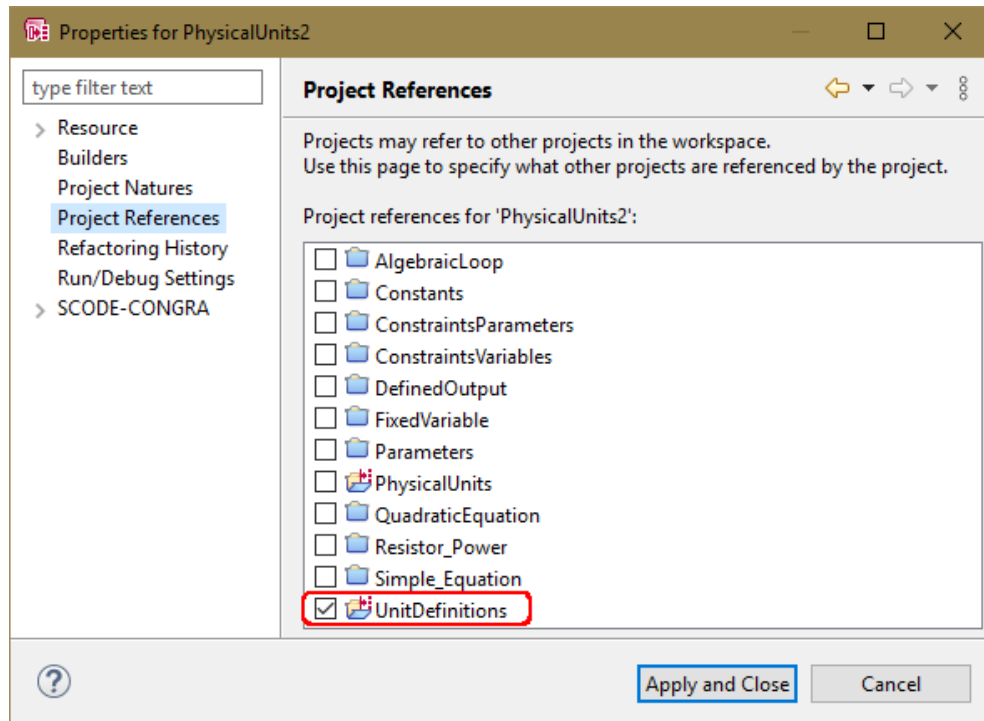 Properties for PhysicalUnits2
type filter text
Resource
Builders
Project Natures
Project References
Refactoring History
Run/Debug Settings
SCODE-CONGRA
Project References
Projects may refer to other projects in the workspace.
Use this page to specify what other projects are referenced by the project.
Project references for 'PhysicalUnits2':
AlgebraicLoop
Constants
ConstraintsParameters
ConstraintsVariables
DefinedOutput
FixedVariable
Parameters
PhysicalUnits
QuadraticEquation
Resistor_Power
Simple_Equation
UnitDefinitions
Apply and Close
Cancel